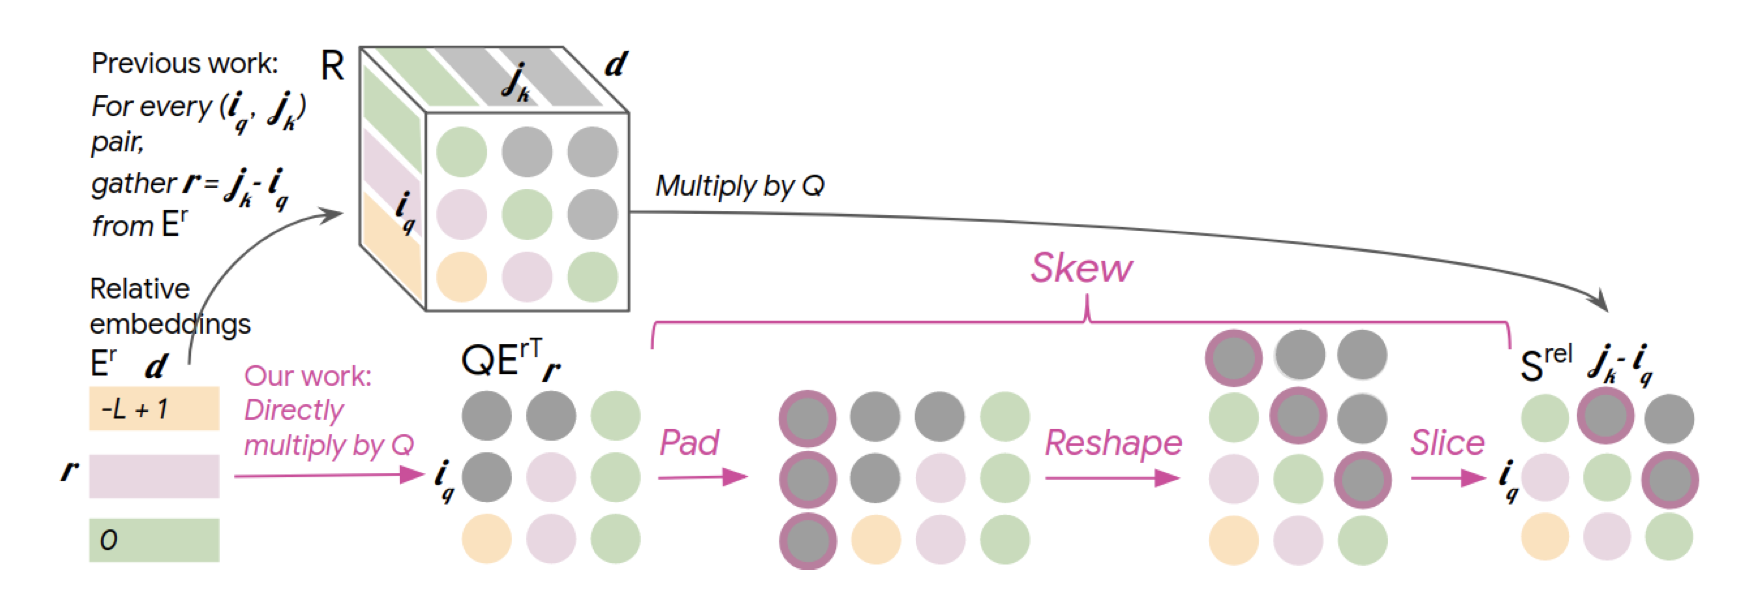 Previous work:
For every (i_q, j_k)
pair,
gather r = j_k - i_q
from E^r
R
j_k
d
i_q
Multiply by Q
Relative
embeddings
E^r d
-L + 1
r
0
Our work:
Directly
multiply by Q
QE^rT r
i_q
Skew
Pad
Reshape
Slice
S^rel j_k - i_q
i_q